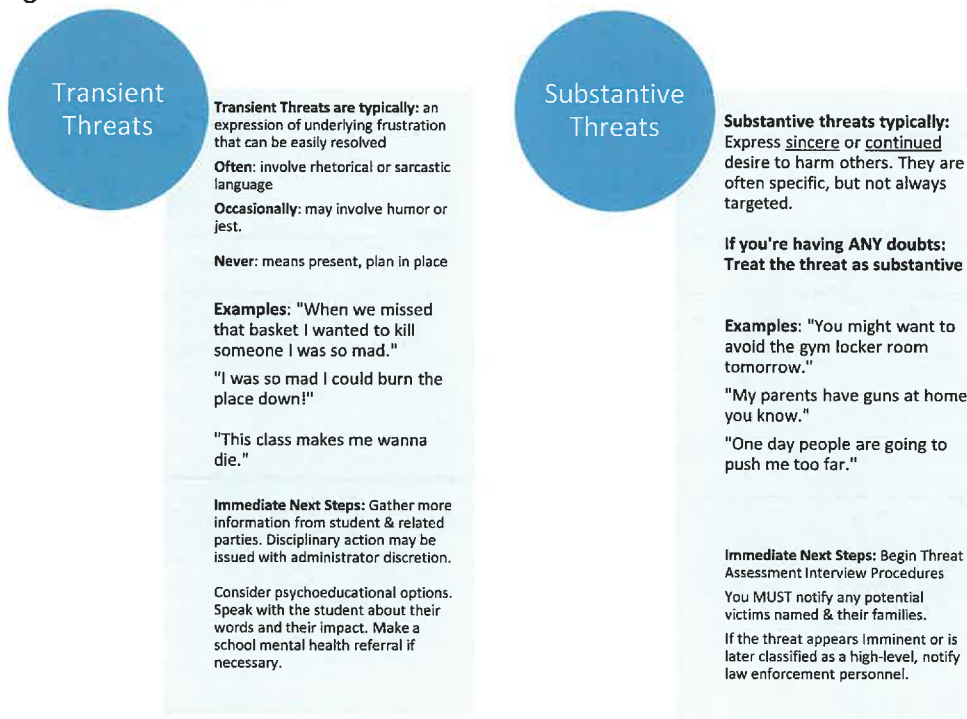 Transient
Threats
Transient Threats are typically: an
expression of underlying frustration
that can be easily resolved
Often: involve rhetorical or sarcastic
language
Occasionally: may involve humor or
jest.
Never: means present, plan in place
Examples: "When we missed
that basket I wanted to kill
someone I was so mad."
"I was so mad I could burn the
place down!"
"This class makes me wanna
die."
Immediate Next Steps: Gather more
information from student & related
parties. Disciplinary action may be
issued with administrator discretion.
Consider psychoeducational options.
Speak with the student about their
words and their impact. Make a
school mental health referral if
necessary.
Substantive
Threats
Substantive threats typically:
Express sincere or continued
desire to harm others. They are
often specific, but not always
targeted.
If you're having ANY doubts:
Treat the threat as substantive
Examples: "You might want to
avoid the gym locker room
tomorrow."
"My parents have guns at home
you know."
"One day people are going to
push me too far."
Immediate Next Steps: Begin Threat
Assessment Interview Procedures
You MUST notify any potential
victims named & their families.
If the threat appears Imminent or is
later classified as a high-level, notify
law enforcement personnel.